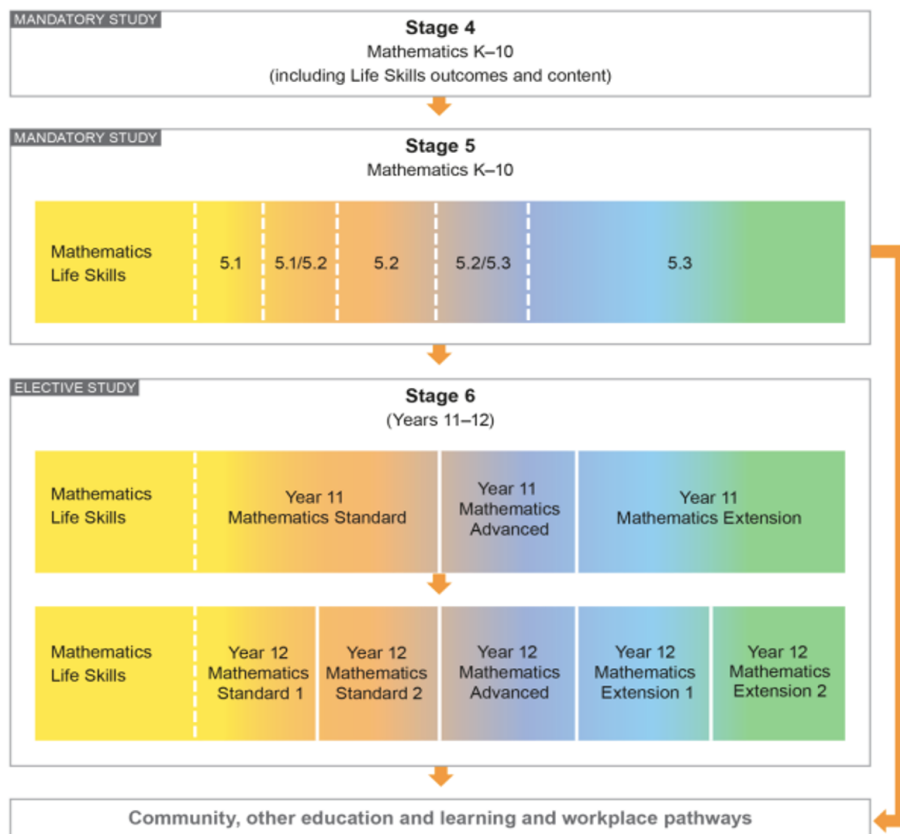 MANDATORY STUDY
Stage 4
Mathematics K–10
(including Life Skills outcomes and content)
MANDATORY STUDY
Stage 5
Mathematics K–10
Mathematics
Life Skills
5.1
5.1/5.2
5.2
5.2/5.3
5.3
ELECTIVE STUDY
Stage 6
(Years 11–12)
Mathematics
Life Skills
Year 11
Mathematics Standard
Year 11
Mathematics
Advanced
Year 11
Mathematics Extension
Mathematics
Life Skills
Year 12
Mathematics
Standard 1
Year 12
Mathematics
Standard 2
Year 12
Mathematics
Advanced
Year 12
Mathematics
Extension 1
Year 12
Mathematics
Extension 2
Community, other education and learning and workplace pathways